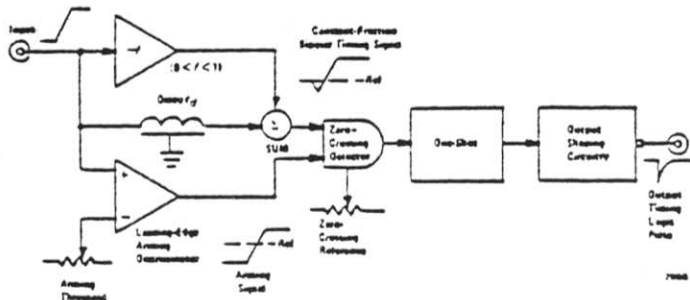 Input
-f
(0 < f < 1)
Constant-Fraction
Bipolar Timing Signal
Ref
Delay td
Σ
SUM
Zero-
Crossing
Detector
One-Shot
Output
Shaping
Circuitry
+
−
Leading-Edge
Arming
Discriminator
Ref
Zero-
Crossing
Reference
Output
Timing
Logic
Pulse
Arming
Signal
Arming
Threshold